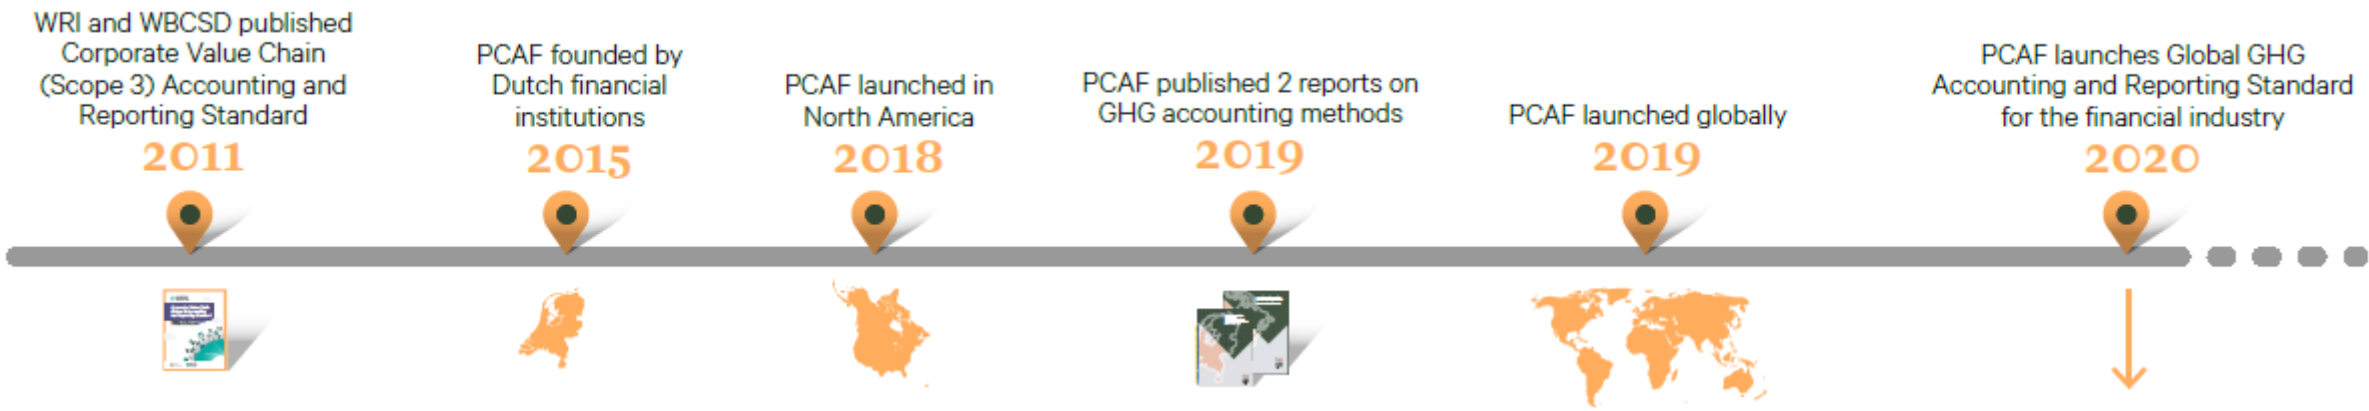 WRI and WBCSD published
Corporate Value Chain
(Scope 3) Accounting and
Reporting Standard
2011
PCAF founded by
Dutch financial
institutions
2015
PCAF launched in
North America
2018
PCAF published 2 reports on
GHG accounting methods
2019
PCAF launched globally
2019
PCAF launches Global GHG
Accounting and Reporting Standard
for the financial industry
2020